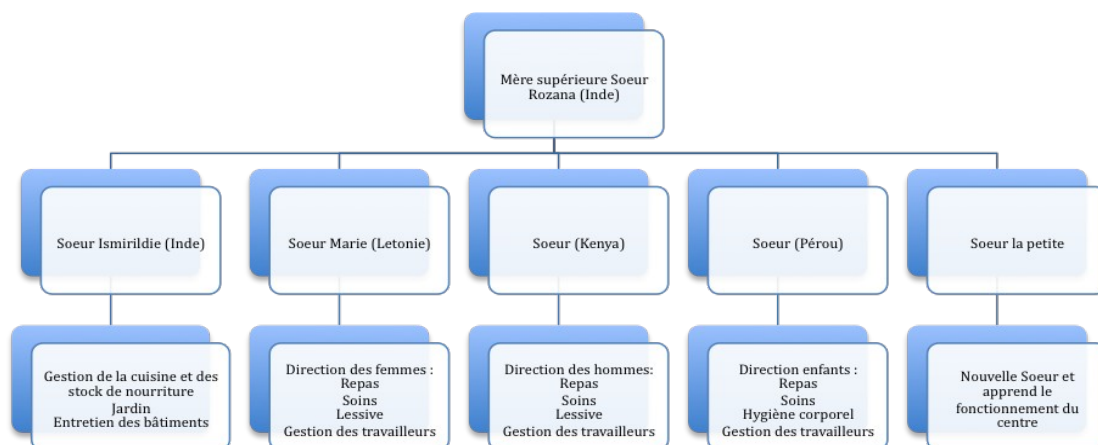 Mère supérieure Soeur
Rozana (Inde)
Soeur Ismirildie (Inde)
Soeur Marie (Letonie)
Soeur (Kenya)
Soeur (Pérou)
Soeur la petite
Gestion de la cuisine et des
stock de nourriture
Jardin
Entretien des bâtiments
Direction des femmes :
Repas
Soins
Lessive
Gestion des travailleurs
Direction des hommes:
Repas
Soins
Lessive
Gestion des travailleurs
Direction enfants :
Repas
Soins
Hygiène corporel
Gestion des travailleurs
Nouvelle Soeur et
apprend le
fonctionnement du
centre